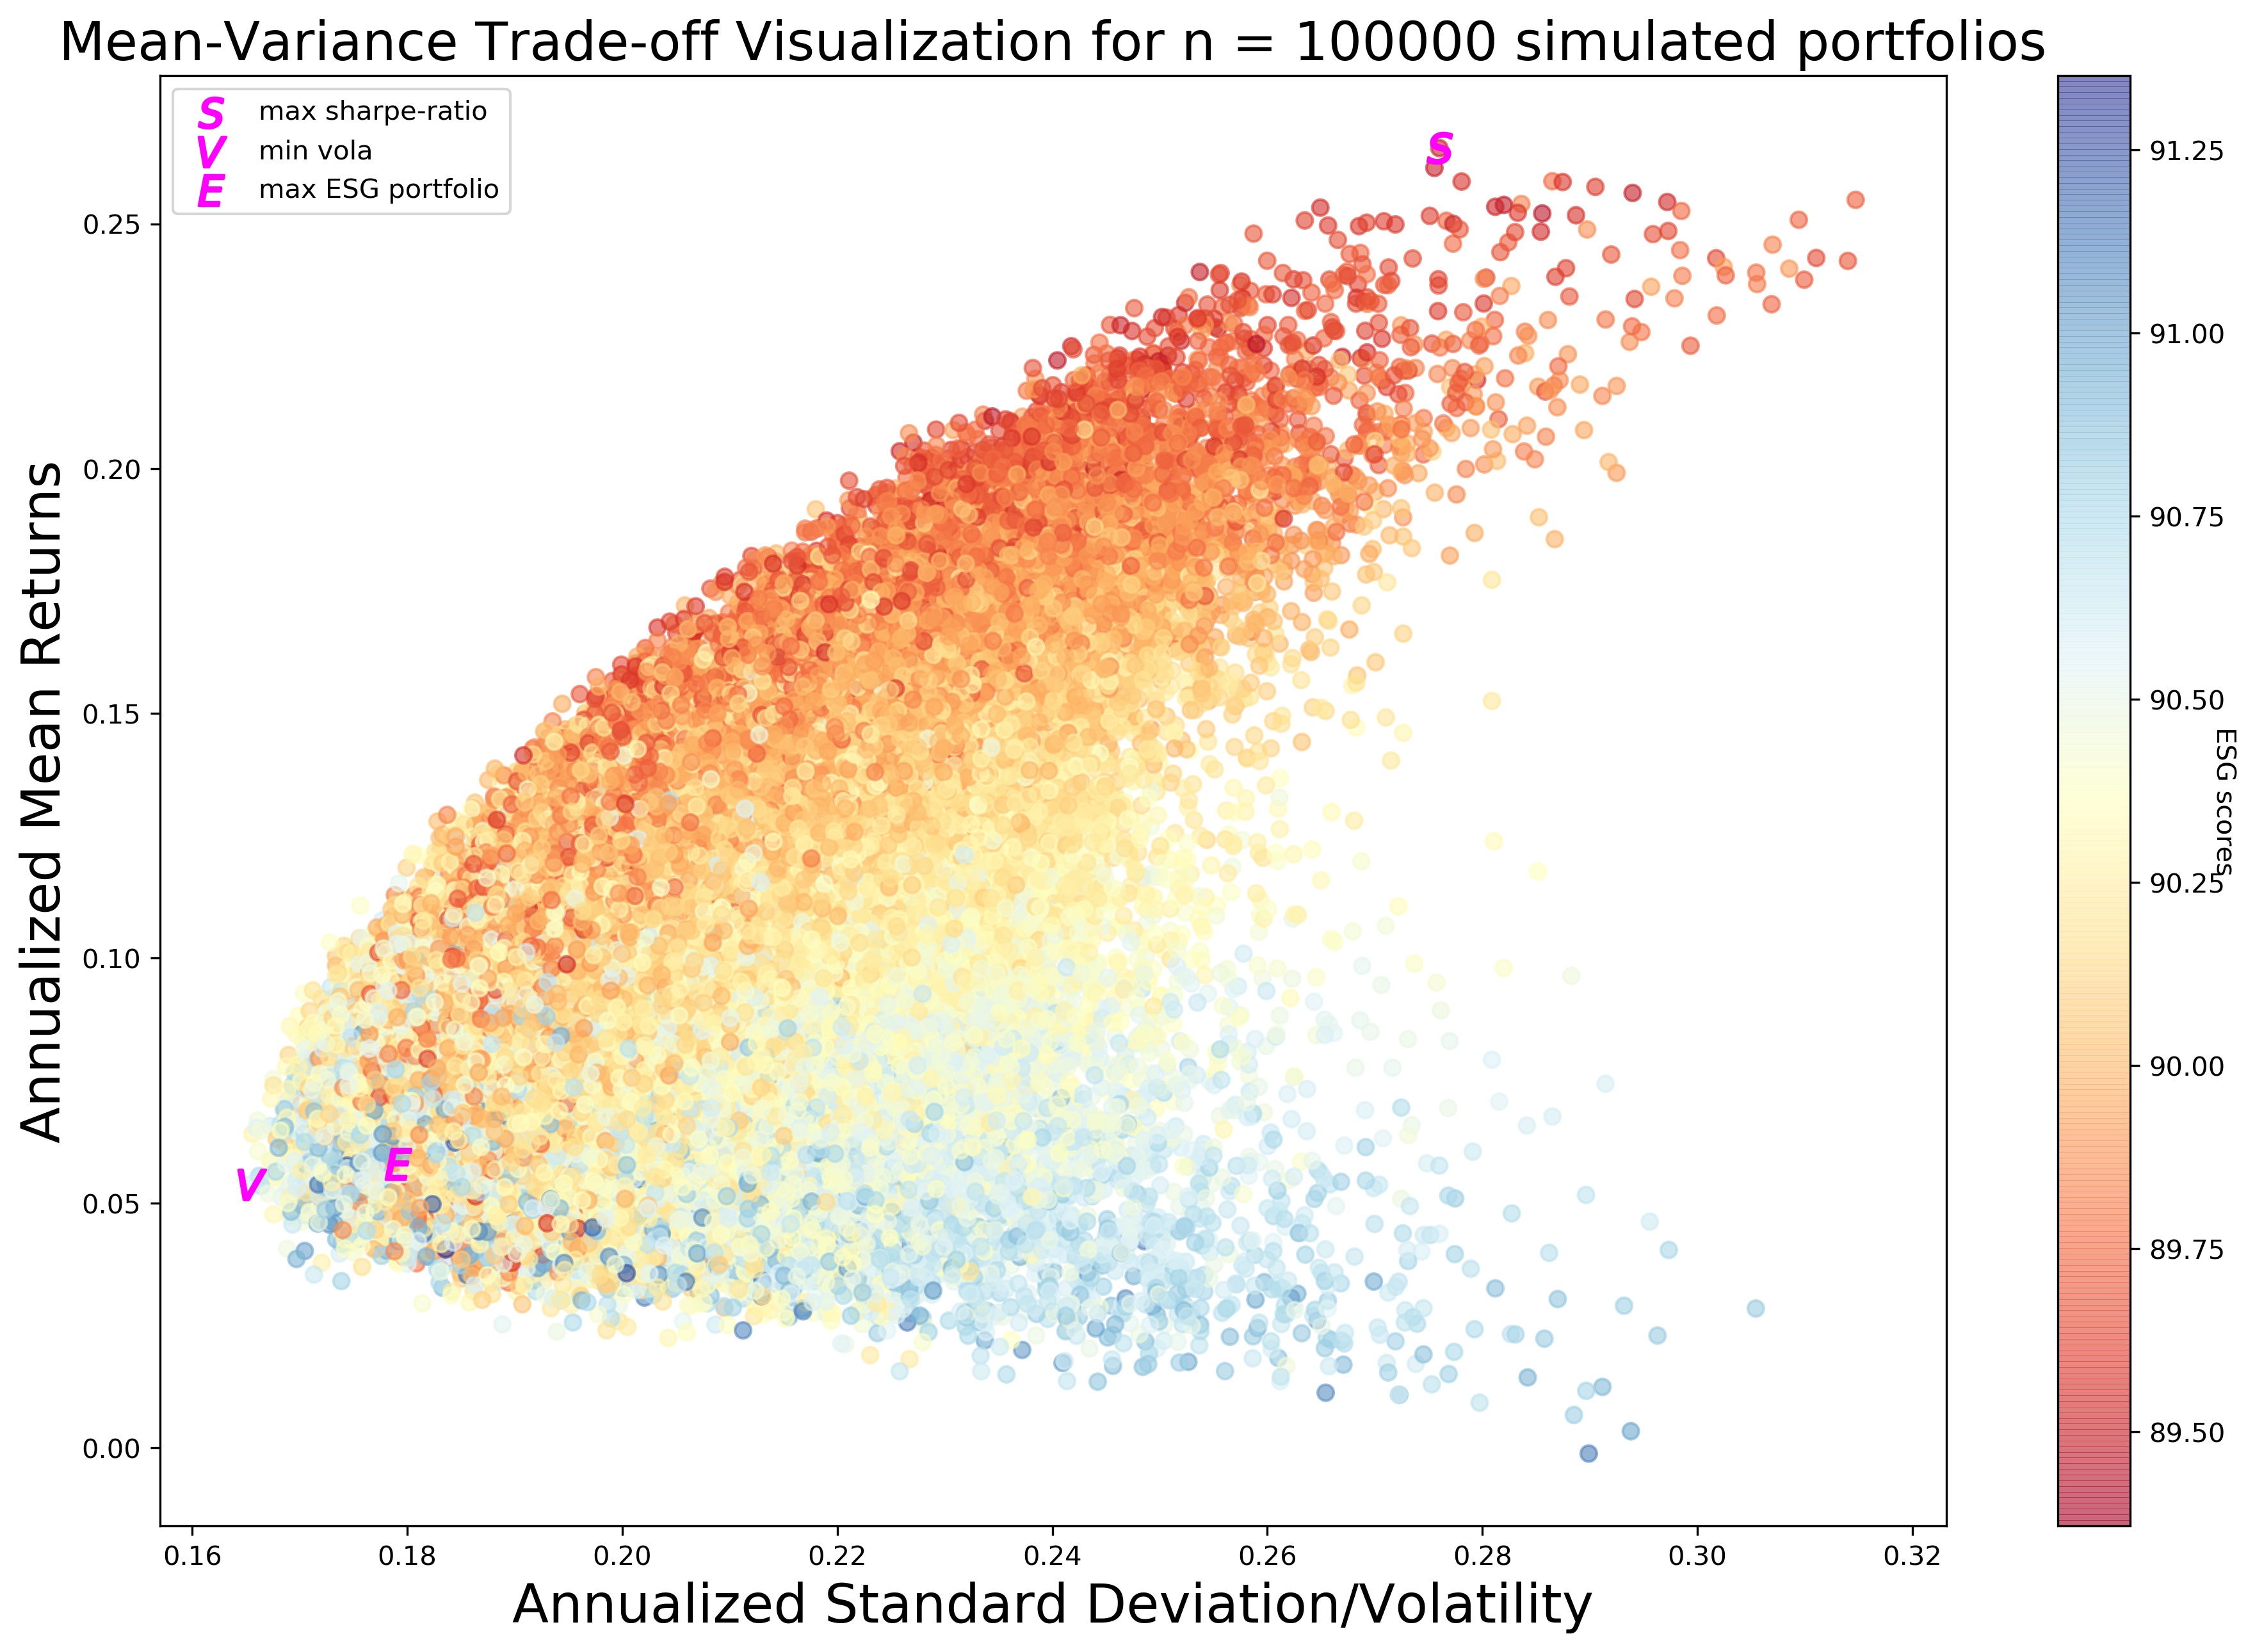 Mean-Variance Trade-off Visualization for n = 100000 simulated portfolios
S max sharpe-ratio
V min vola
E max ESG portfolio
S
V
E
Annualized Mean Returns
0.25
0.20
0.15
0.10
0.05
0.00
0.16 0.18 0.20 0.22 0.24 0.26 0.28 0.30 0.32
Annualized Standard Deviation/Volatility
91.25
91.00
90.75
90.50
90.25
90.00
89.75
89.50
ESG scores